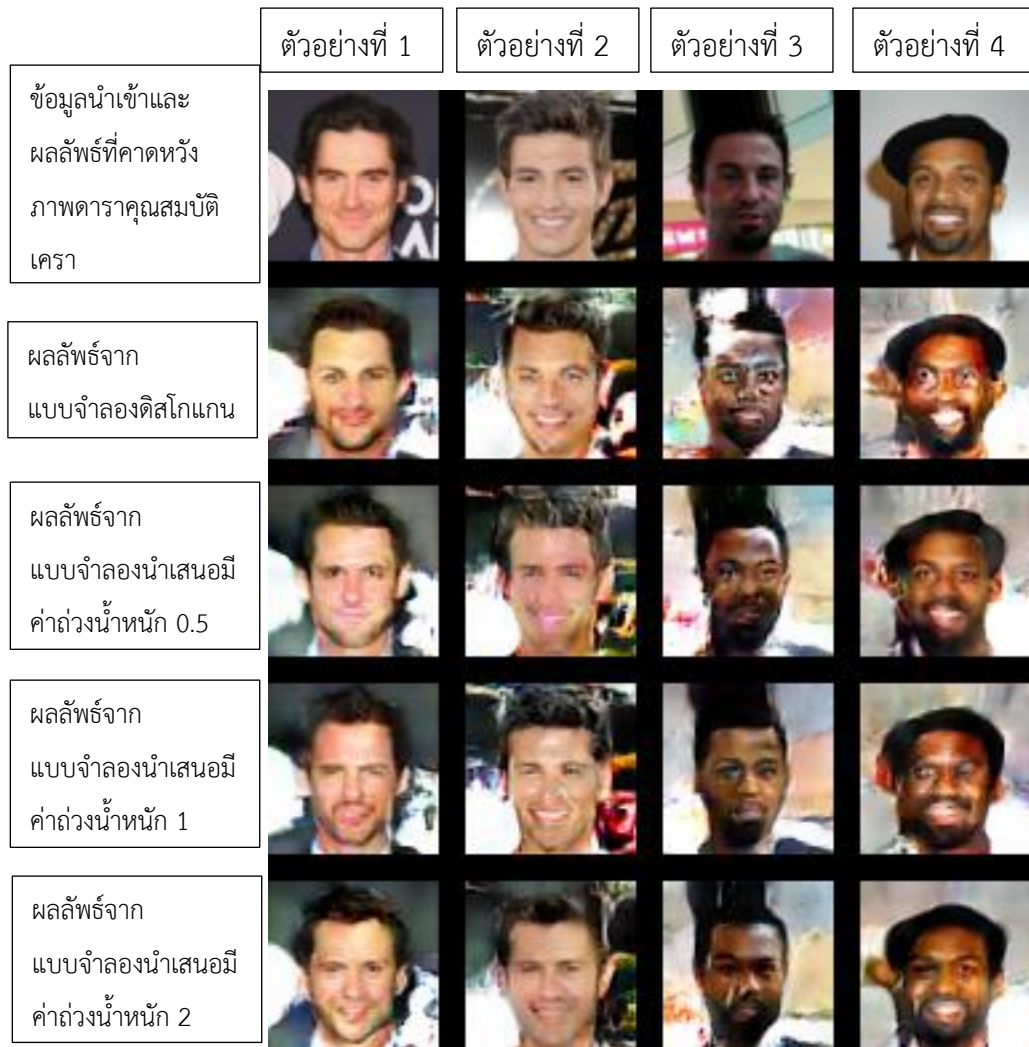 ตัวอย่างที่ 1
ตัวอย่างที่ 2
ตัวอย่างที่ 3
ตัวอย่างที่ 4
ข้อมูลนำเข้าและ
ผลลัพธ์ที่คาดหวัง
ภาพดาราคุณสมบัติ
เครา
ผลลัพธ์จาก
แบบจำลองดิสโกแกน
ผลลัพธ์จาก
แบบจำลองนำเสนอมี
ค่าถ่วงน้ำหนัก 0.5
ผลลัพธ์จาก
แบบจำลองนำเสนอมี
ค่าถ่วงน้ำหนัก 1
ผลลัพธ์จาก
แบบจำลองนำเสนอมี
ค่าถ่วงน้ำหนัก 2